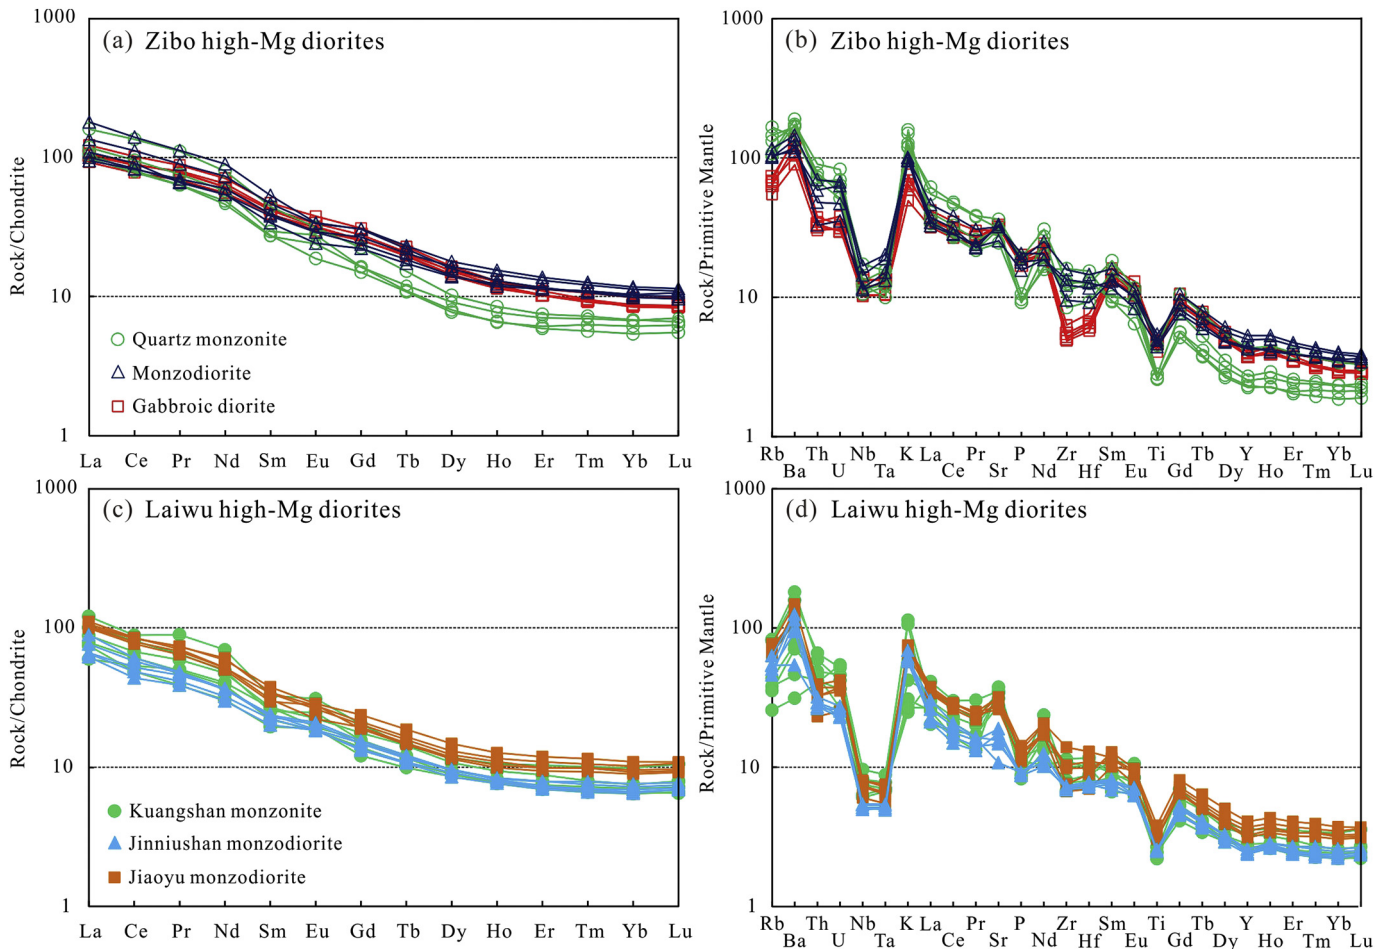 (a) Zibo high-Mg diorites
1000
100
10
1
Rock/Chondrite
Quartz monzonite
Monzodiorite
Gabbroic diorite
La Ce Pr Nd Sm Eu Gd Tb Dy Ho Er Tm Yb Lu
(b) Zibo high-Mg diorites
1000
100
10
1
Rock/Primitive Mantle
Rb Th Nb K Ce Sr Nd Hf Eu Gd Dy Ho Tm Lu
Ba U Ta La Pr P Zr Sm Ti Tb Y Er Yb
(c) Laiwu high-Mg diorites
1000
100
10
1
Rock/Chondrite
Kuangshan monzonite
Jinniushan monzodiorite
Jiaoyu monzodiorite
La Ce Pr Nd Sm Eu Gd Tb Dy Ho Er Tm Yb Lu
(d) Laiwu high-Mg diorites
1000
100
10
1
Rock/Primitive Mantle
Rb Th Nb K Ce Sr Nd Hf Eu Gd Dy Ho Tm Lu
Ba U Ta La Pr P Zr Sm Ti Tb Y Er Yb